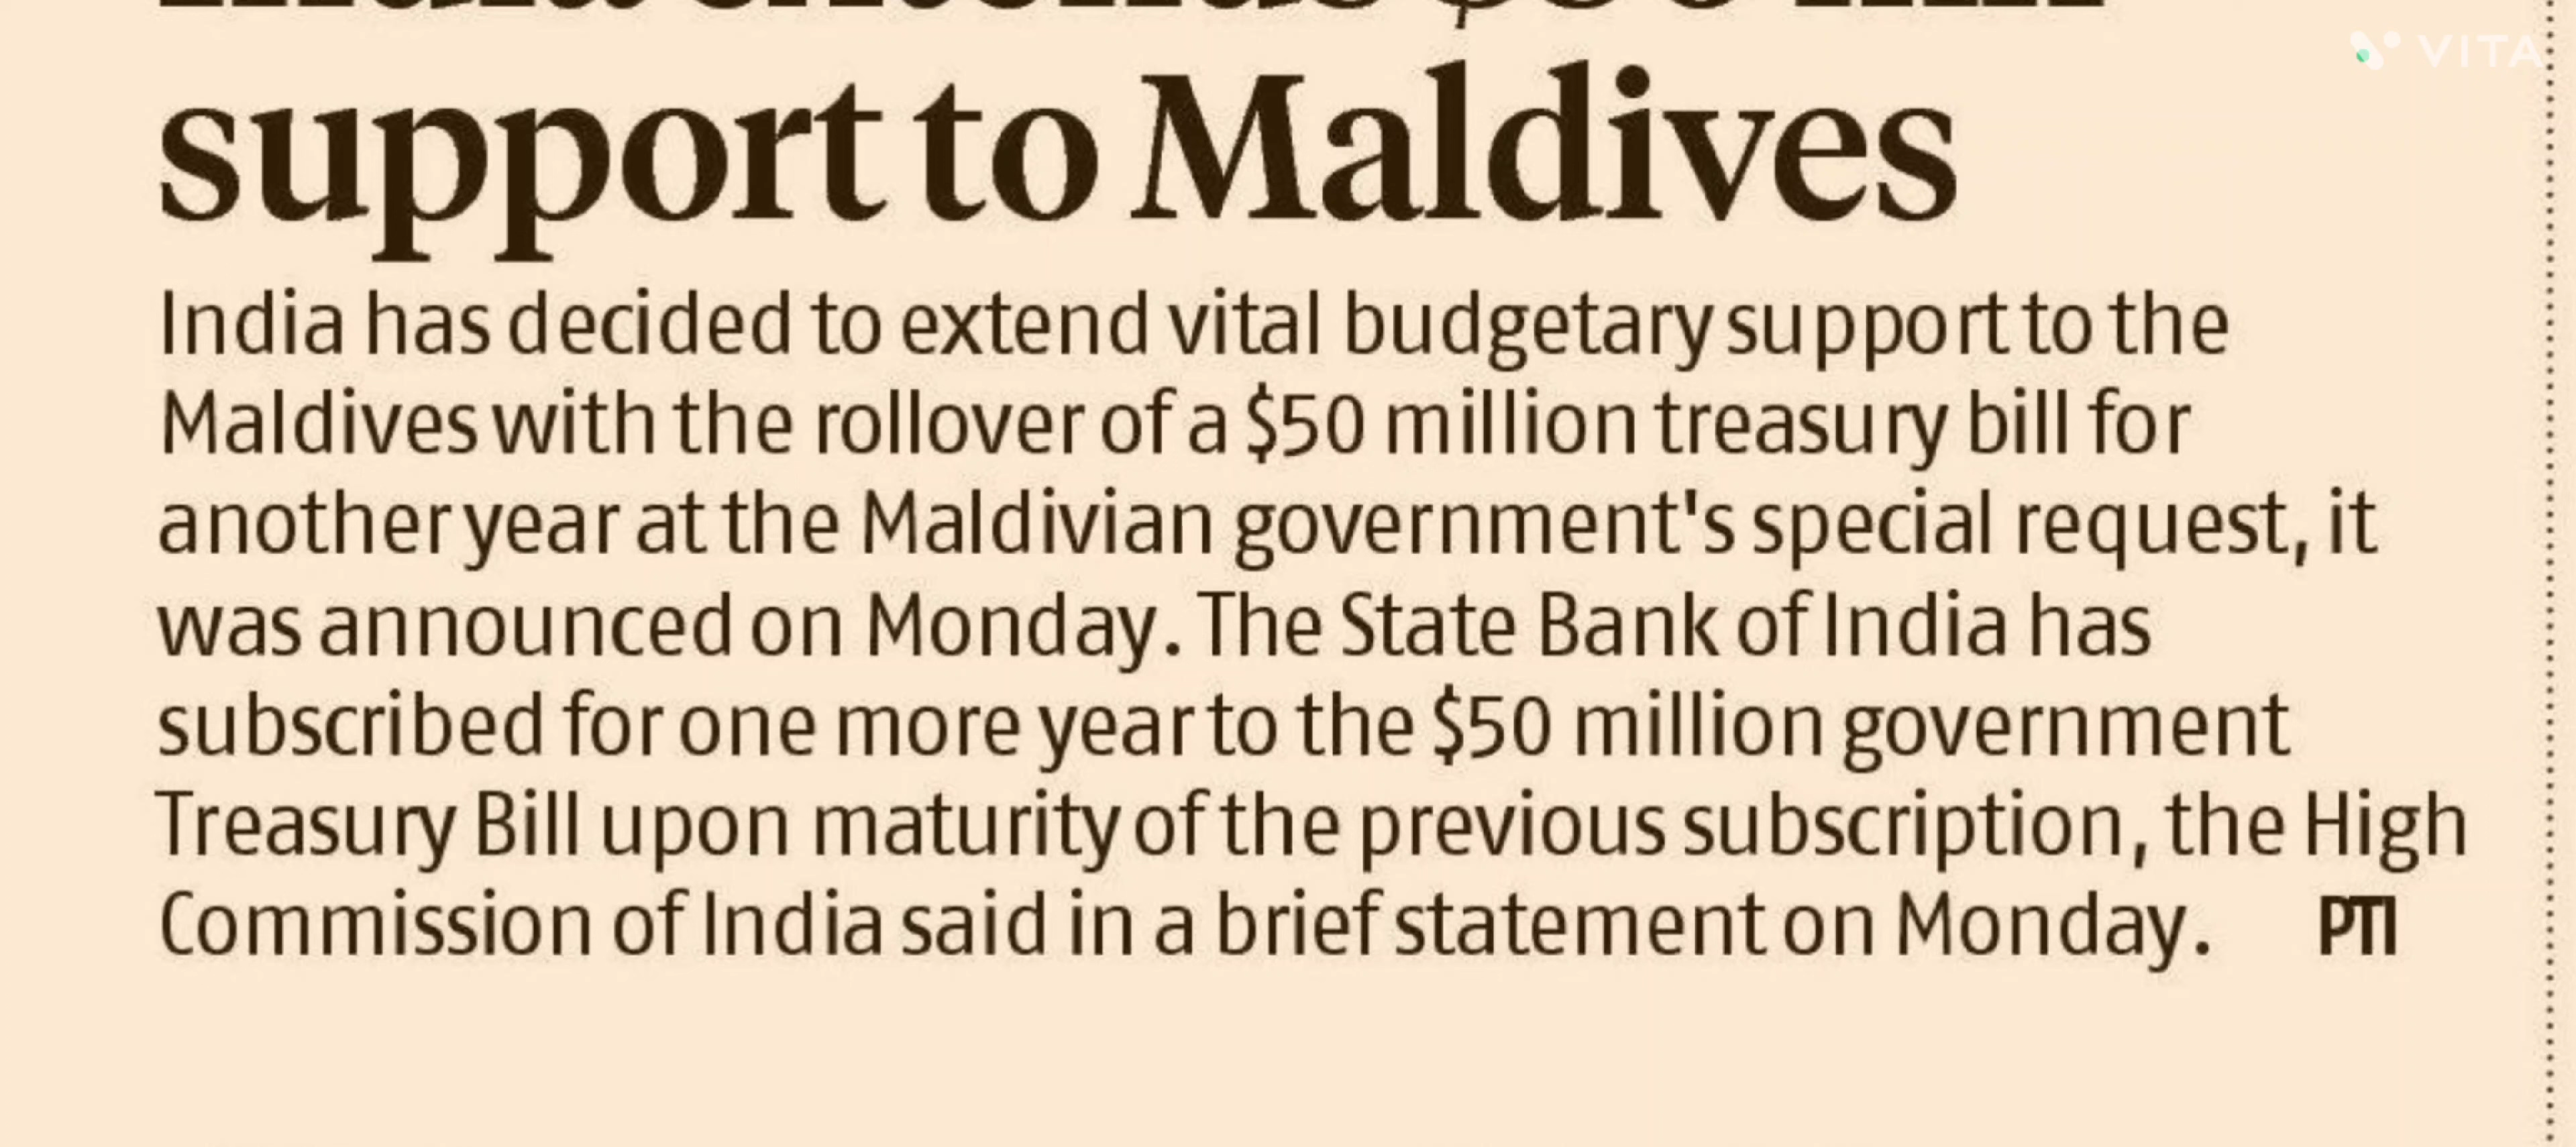 support to Maldives
India has decided to extend vital budgetary support to the
Maldives with the rollover of a $50 million treasury bill for
another year at the Maldivian government's special request, it
was announced on Monday. The State Bank of India has
subscribed for one more year to the $50 million government
Treasury Bill upon maturity of the previous subscription, the High
Commission of India said in a brief statement on Monday. PTI
VITA